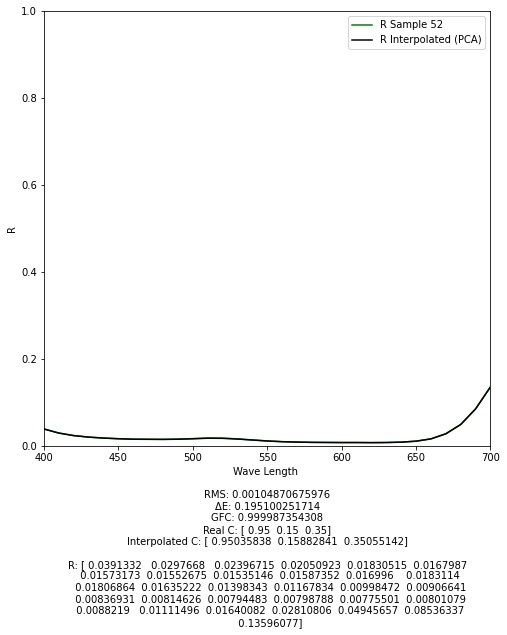 1.0
R Sample 52
R Interpolated (PCA)
0.8
0.6
R
0.4
0.2
0.0
400 450 500 550 600 650 700
Wave Length
RMS: 0.00104870675976
ΔE: 0.195100251714
GFC: 0.999987354308
Real C: [ 0.95 0.15 0.35]
Interpolated C: [ 0.95035838 0.15882841 0.35055142]
R: [ 0.0391332 0.0297668 0.02396715 0.02050923 0.01830515 0.0167987
0.01573173 0.01552675 0.01535146 0.01587352 0.016996 0.0183114
0.01806864 0.01635222 0.01398343 0.01167834 0.00998472 0.00906641
0.00836931 0.00814626 0.00794483 0.00798788 0.00775501 0.00801079
0.0088219 0.01111496 0.01640082 0.02810806 0.04945657 0.08536337
0.13596077]